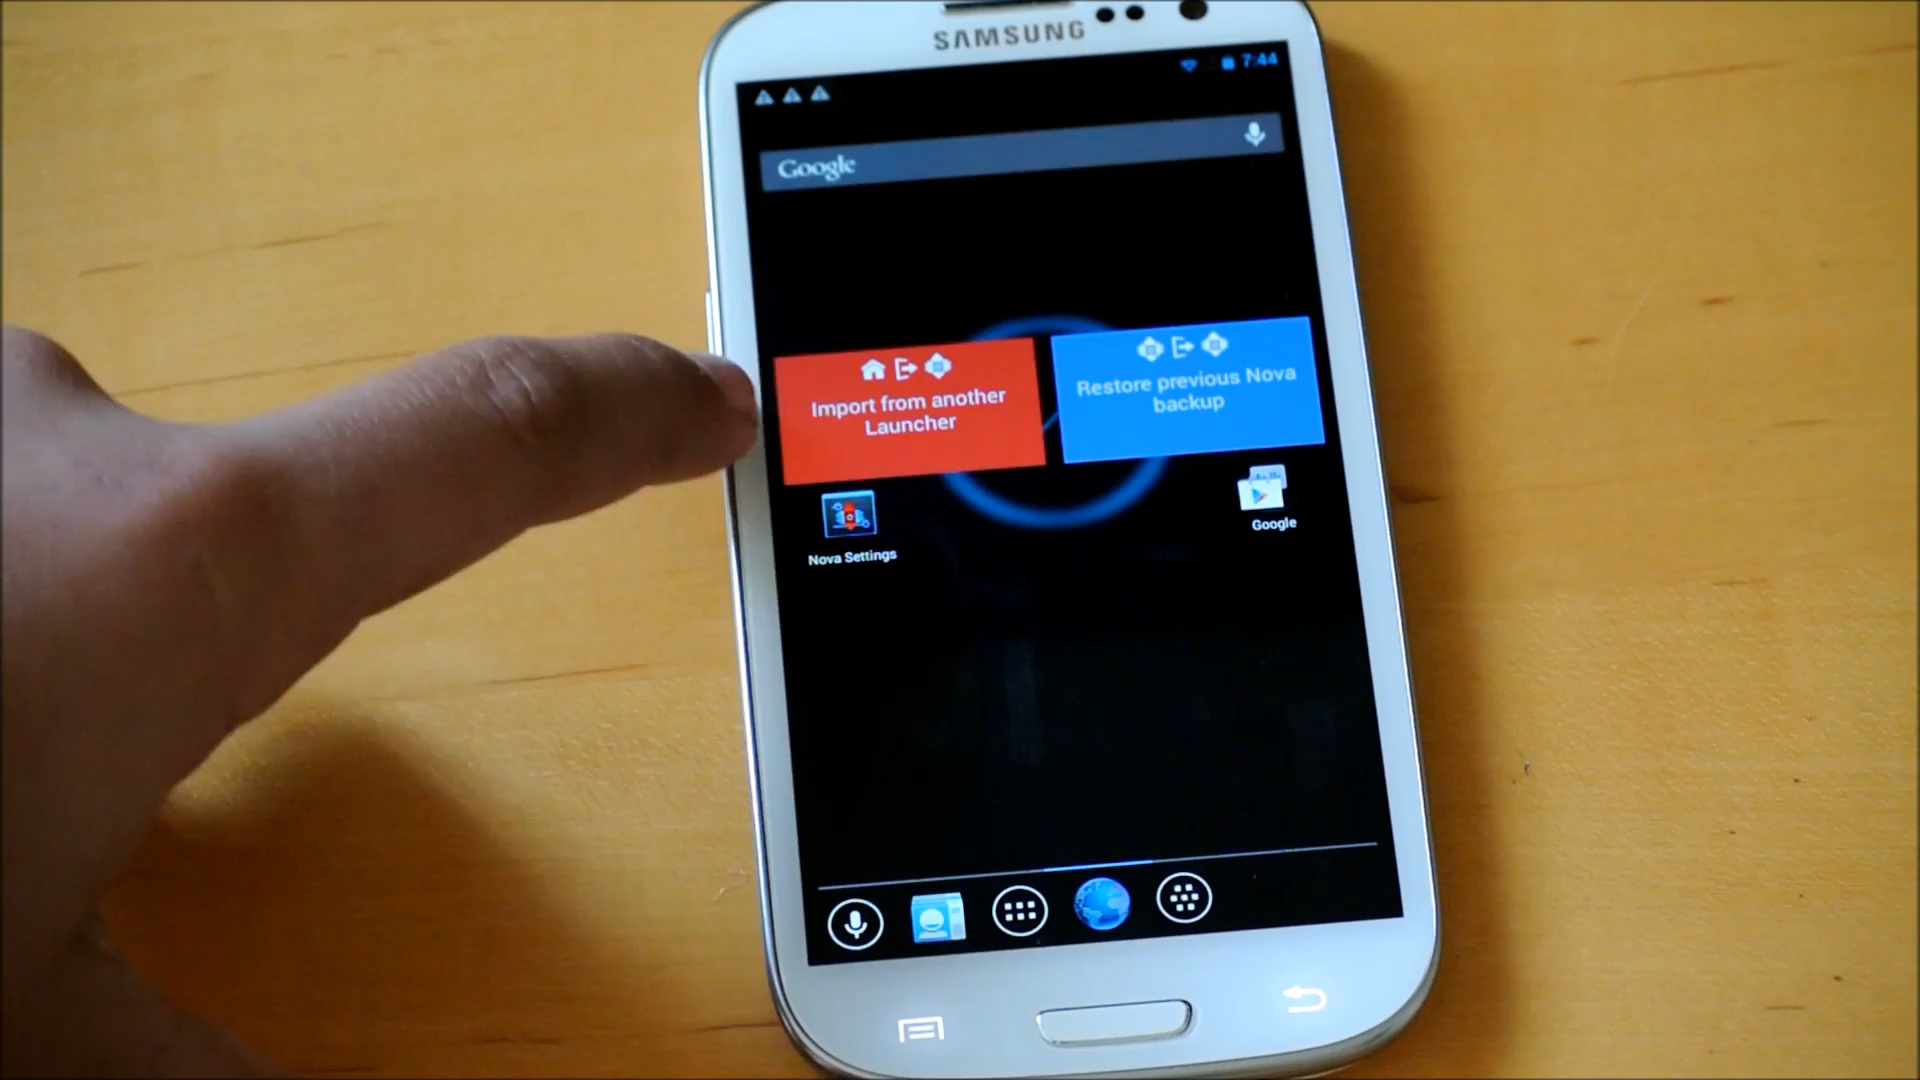 SAMSUNG
7:44
Google
Import from another
Launcher
Restore previous Nova
backup
Nova Settings
Google